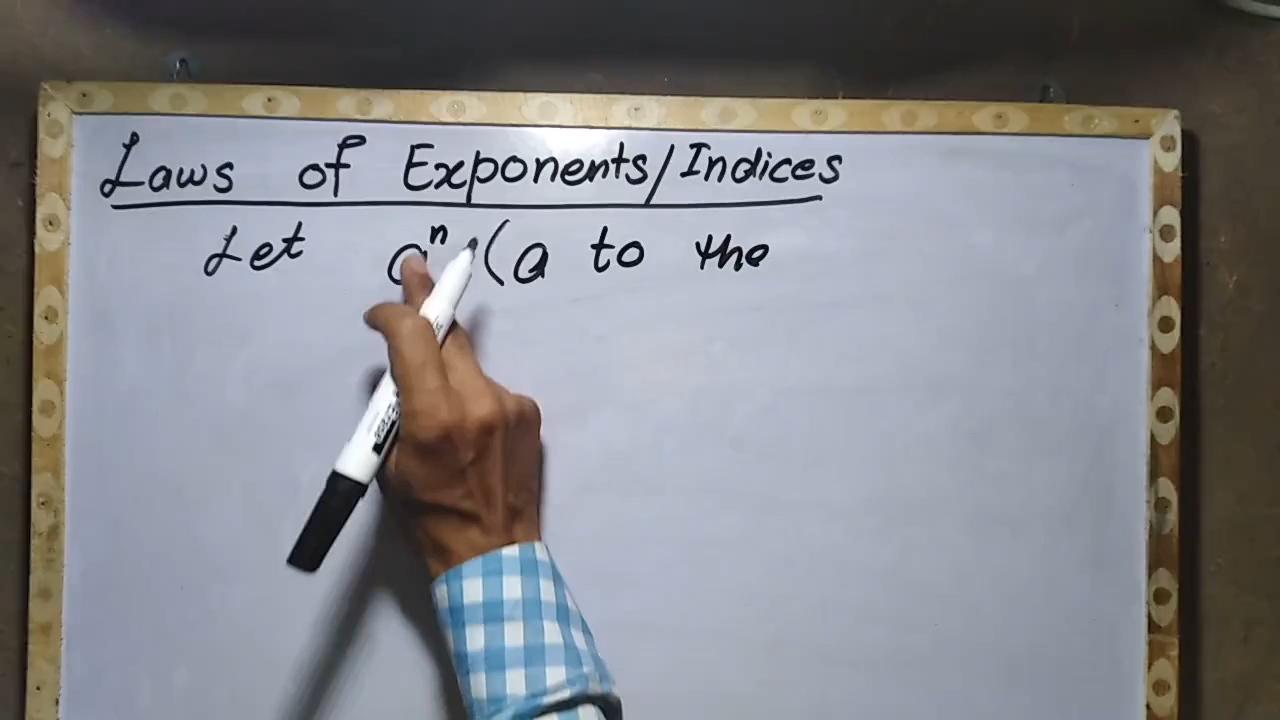 Laws of Exponents/Indices
Let aⁿ (a to the